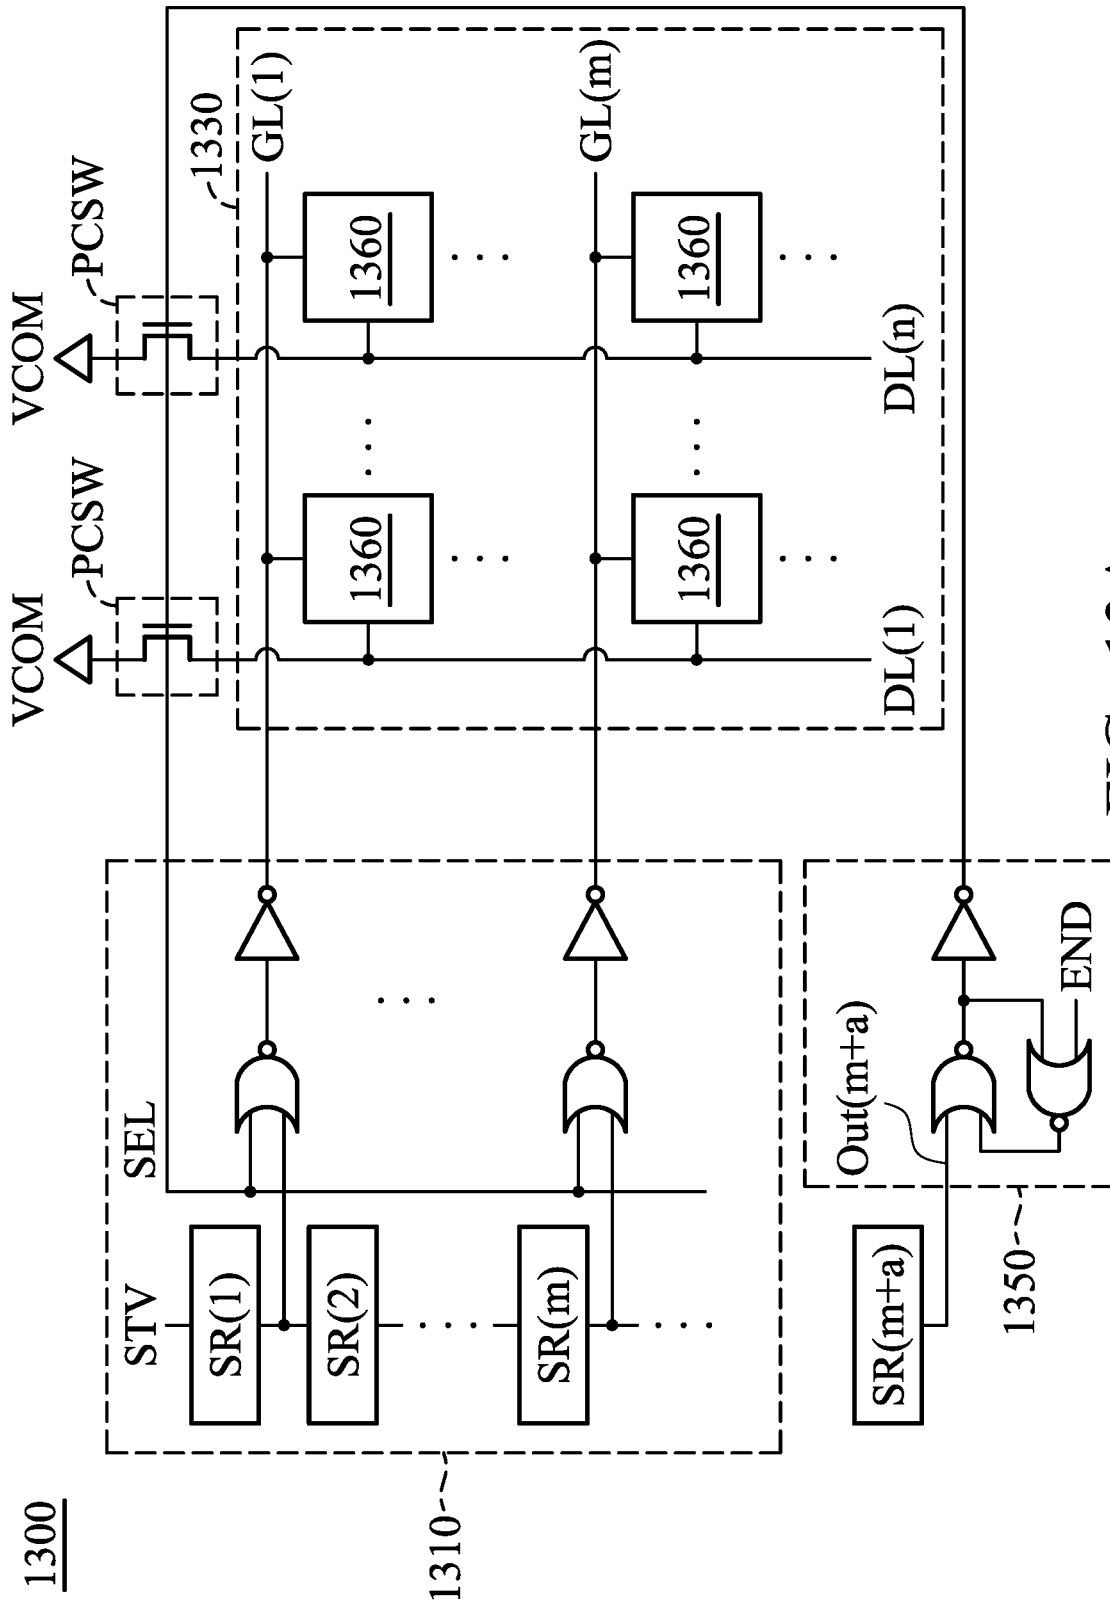 1300
VCOM
VCOM
PCSW
PCSW
1330
STV
SEL
GL(1)
SR(1)
1360
1360
SR(2)
1310
GL(m)
SR(m)
1360
1360
DL(1)
DL(n)
SR(m+a)
Out(m+a)
1350
END